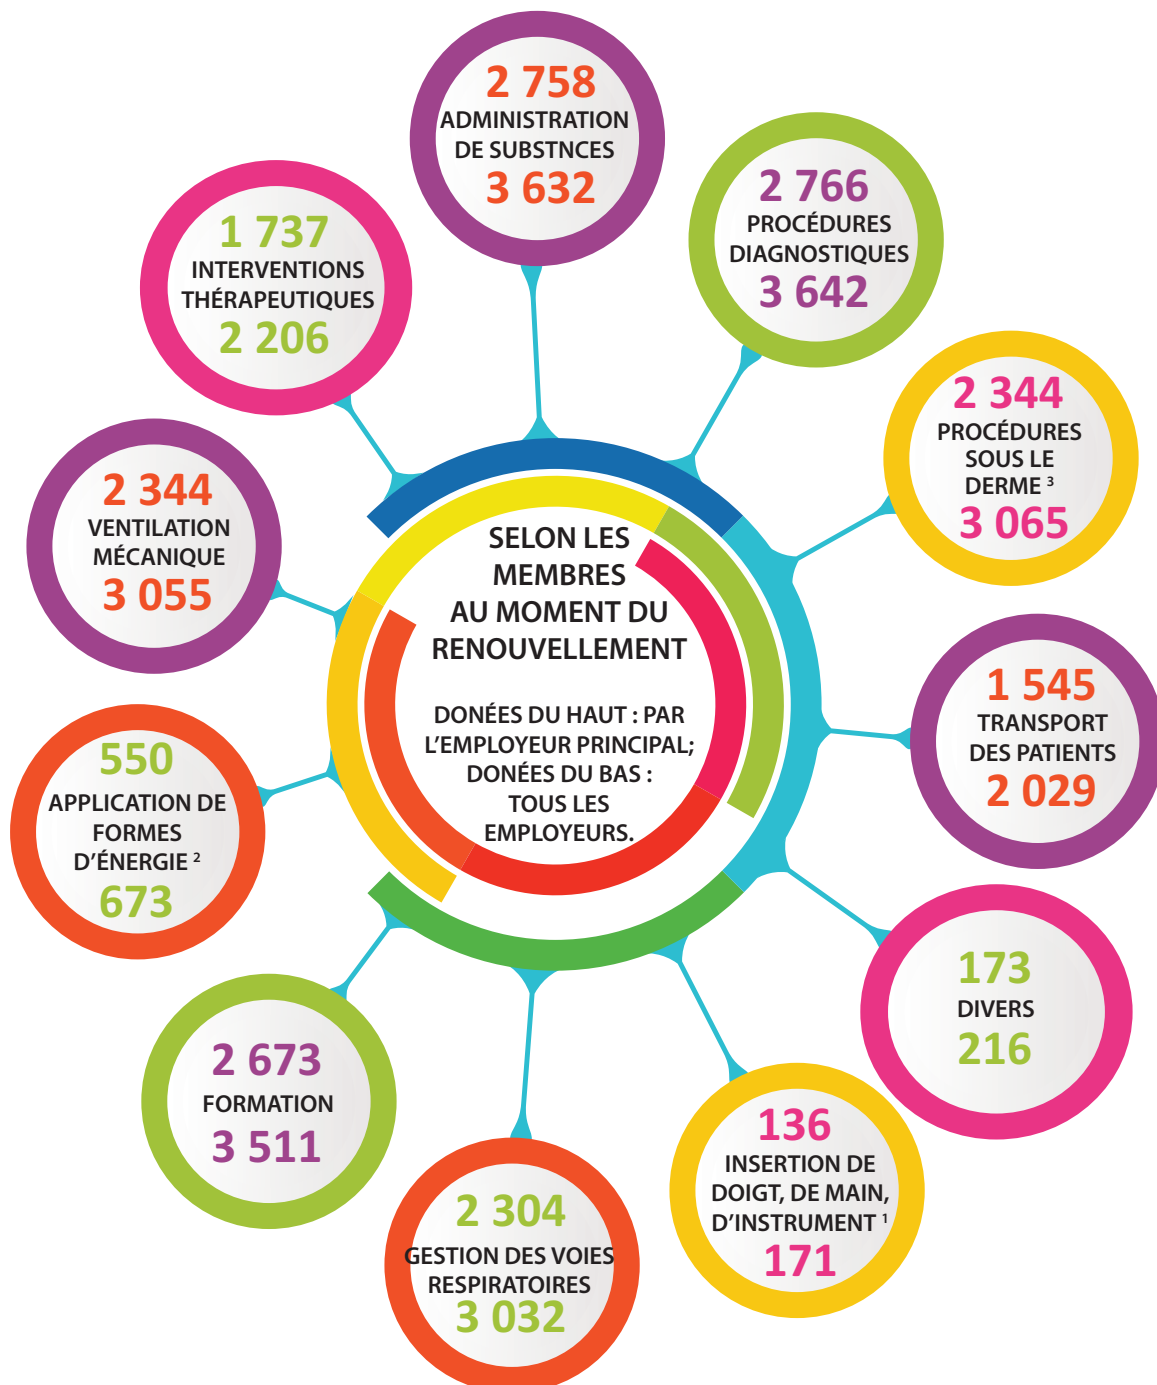 2 758
ADMINISTRATION
DE SUBSTNCES
3 632
2 766
PROCÉDURES
DIAGNOSTIQUES
3 642
2 344
PROCÉDURES
SOUS LE
DERME ³
3 065
1 545
TRANSPORT
DES PATIENTS
2 029
173
DIVERS
216
136
INSERTION DE
DOIGT, DE MAIN,
D'INSTRUMENT ¹
171
2 304
GESTION DES VOIES
RESPIRATOIRES
3 032
2 673
FORMATION
3 511
550
APPLICATION DE
FORMES
D'ÉNERGIE ²
673
2 344
VENTILATION
MÉCANIQUE
3 055
1 737
INTERVENTIONS
THÉRAPEUTIQUES
2 206
SELON LES
MEMBRES
AU MOMENT DU
RENOUVELLEMENT
DONÉES DU HAUT : PAR
L'EMPLOYEUR PRINCIPAL;
DONÉES DU BAS :
TOUS LES
EMPLOYEURS.